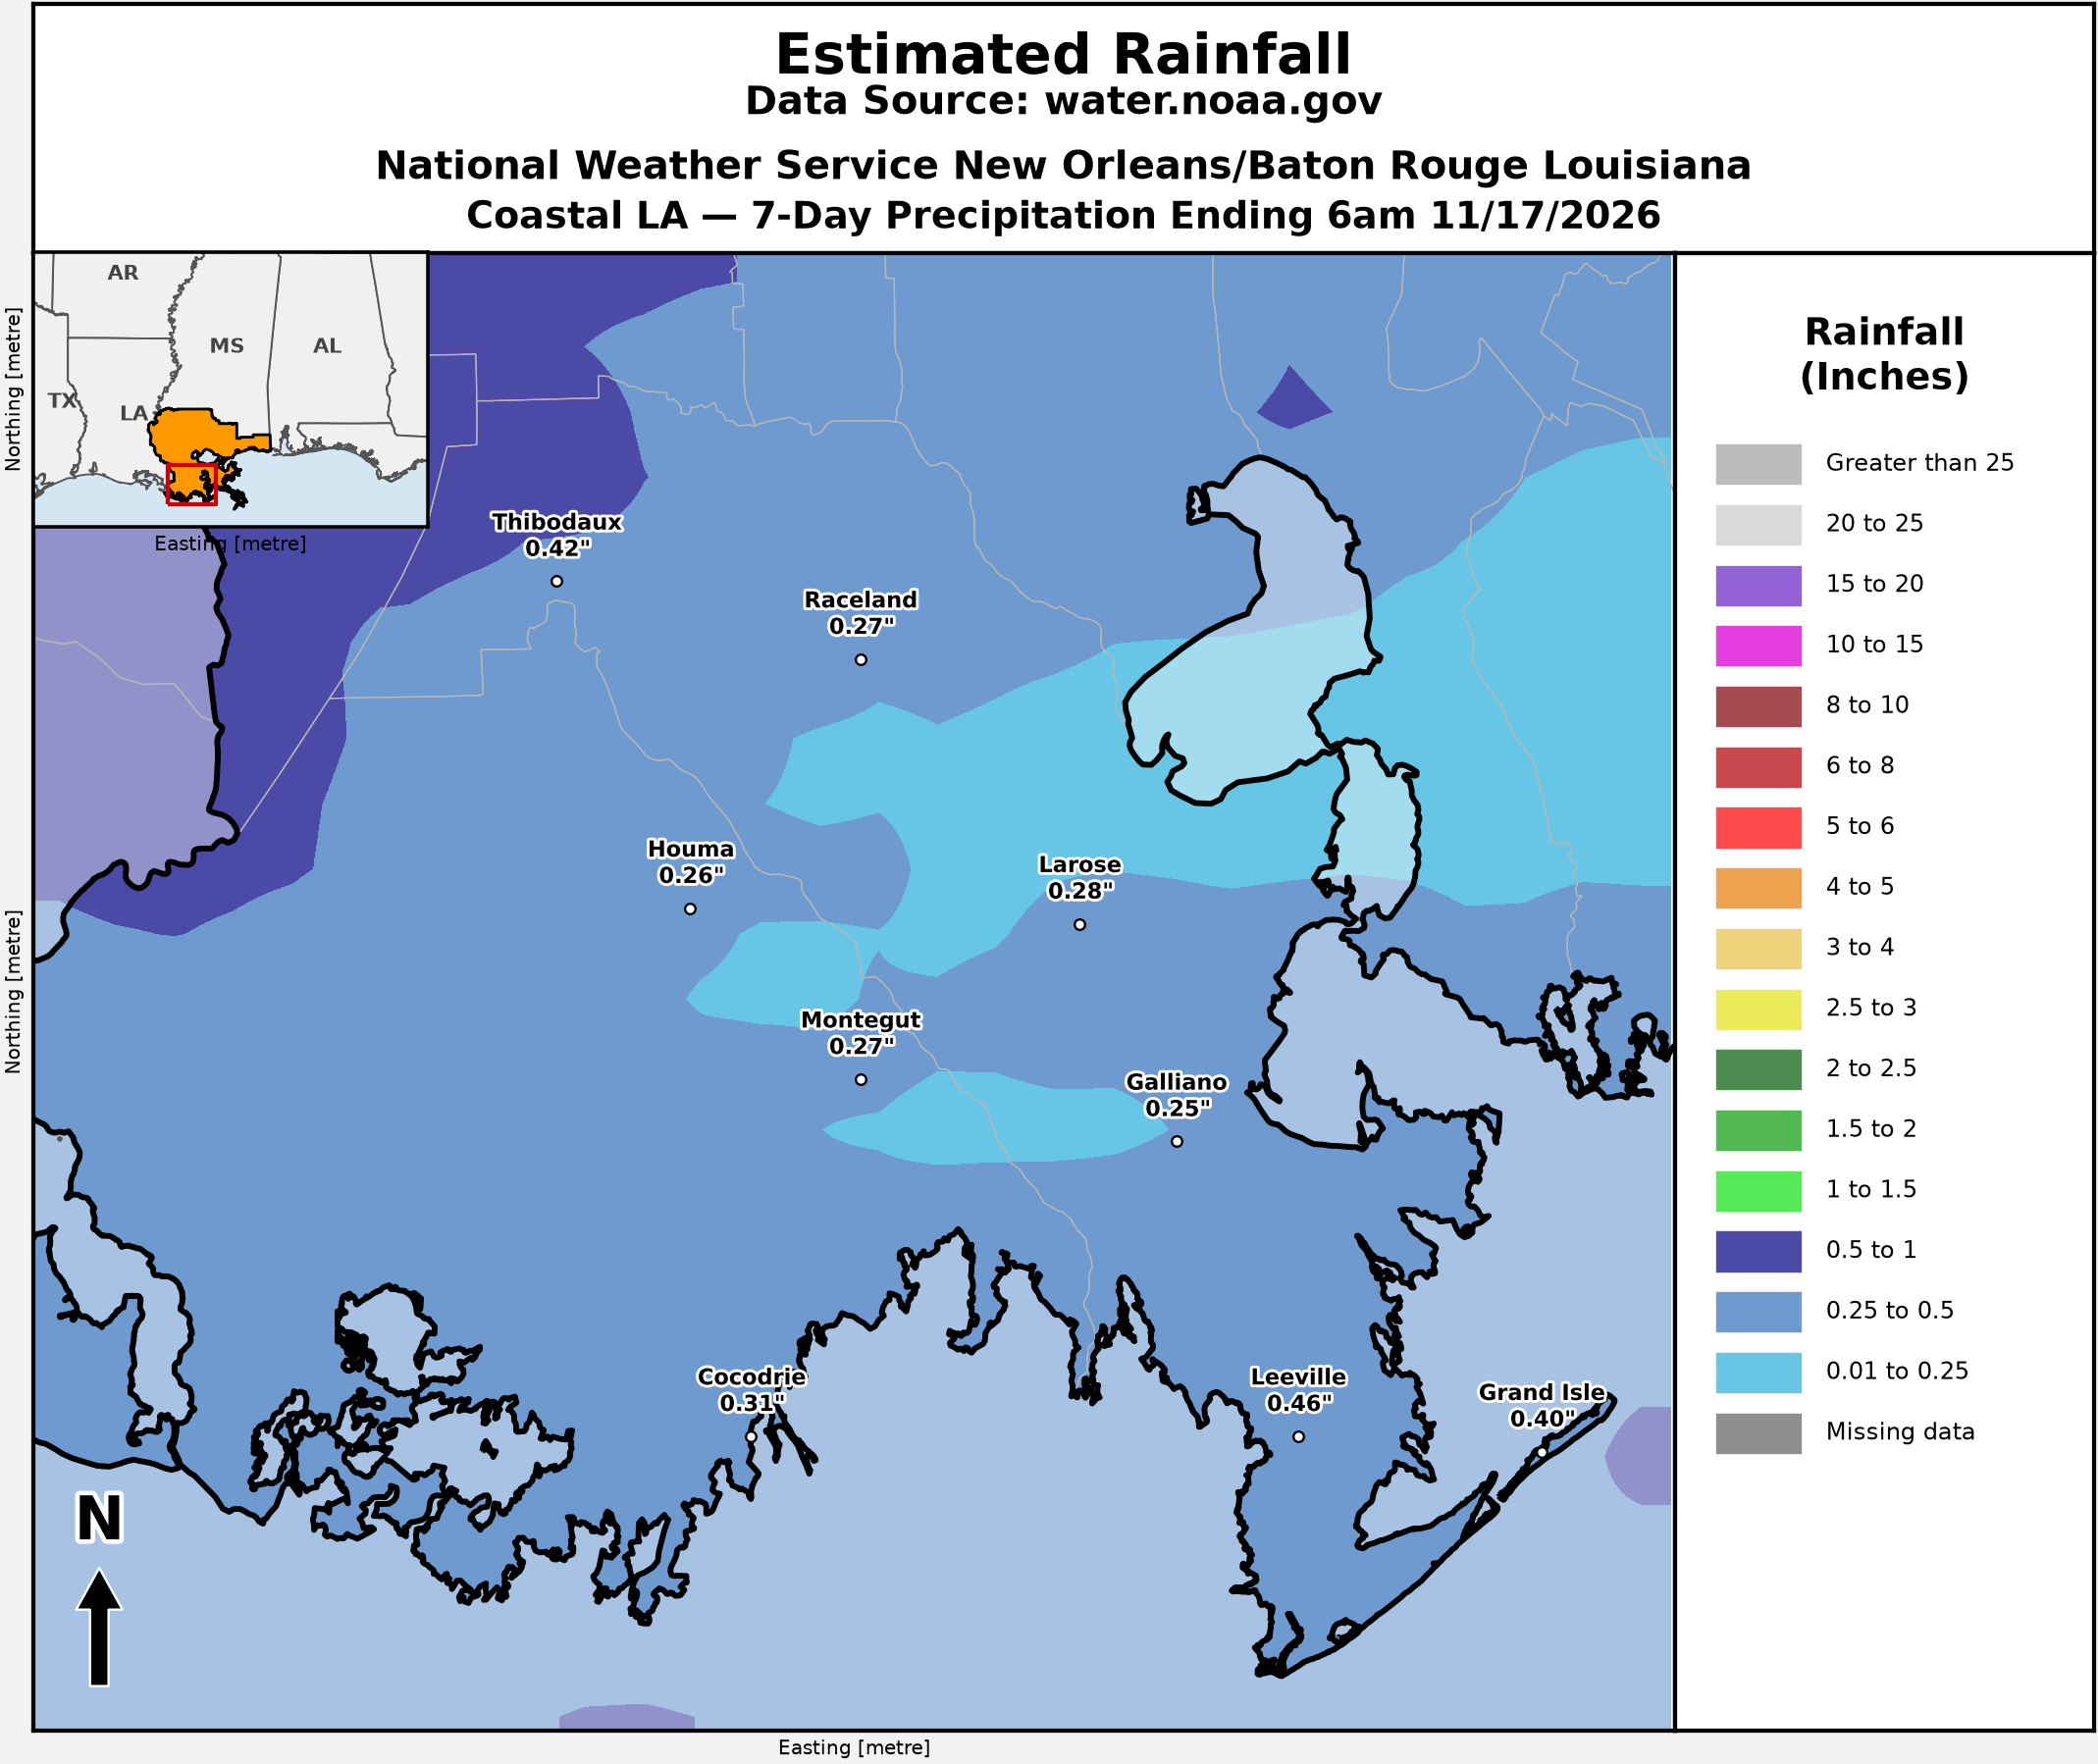 Estimated Rainfall
Data Source: water.noaa.gov
National Weather Service New Orleans/Baton Rouge Louisiana
Coastal LA — 7-Day Precipitation Ending 6am 11/17/2026
Northing [metre]
AR
MS
AL
TX
LA
Easting [metre]
Rainfall
(Inches)
Greater than 25
20 to 25
15 to 20
10 to 15
8 to 10
6 to 8
5 to 6
4 to 5
3 to 4
2.5 to 3
2 to 2.5
1.5 to 2
1 to 1.5
0.5 to 1
0.25 to 0.5
0.01 to 0.25
Missing data
Thibodaux
0.42"
Raceland
0.27"
Houma
0.26"
Larose
0.28"
Northing [metre]
Montegut
0.27"
Galliano
0.25"
Cocodrie
0.31"
Leeville
0.46"
Grand Isle
0.40"
N
Easting [metre]